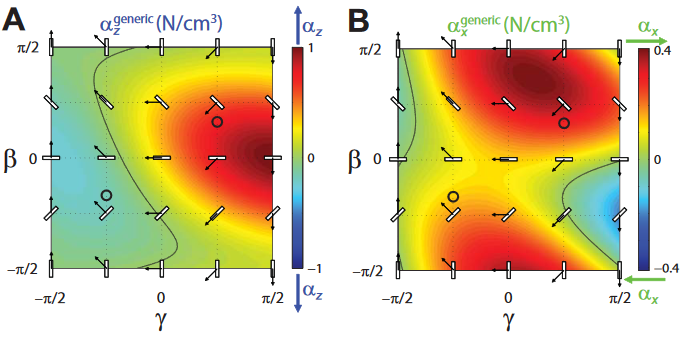 A
α_z^generic (N/cm³)
α_z
π/2
β 0
−π/2
−π/2 0 π/2
γ
1
0
−1
α_z
B
α_x^generic (N/cm³)
α_x
π/2
β 0
−π/2
−π/2 0 π/2
γ
0.4
0
−0.4
α_x